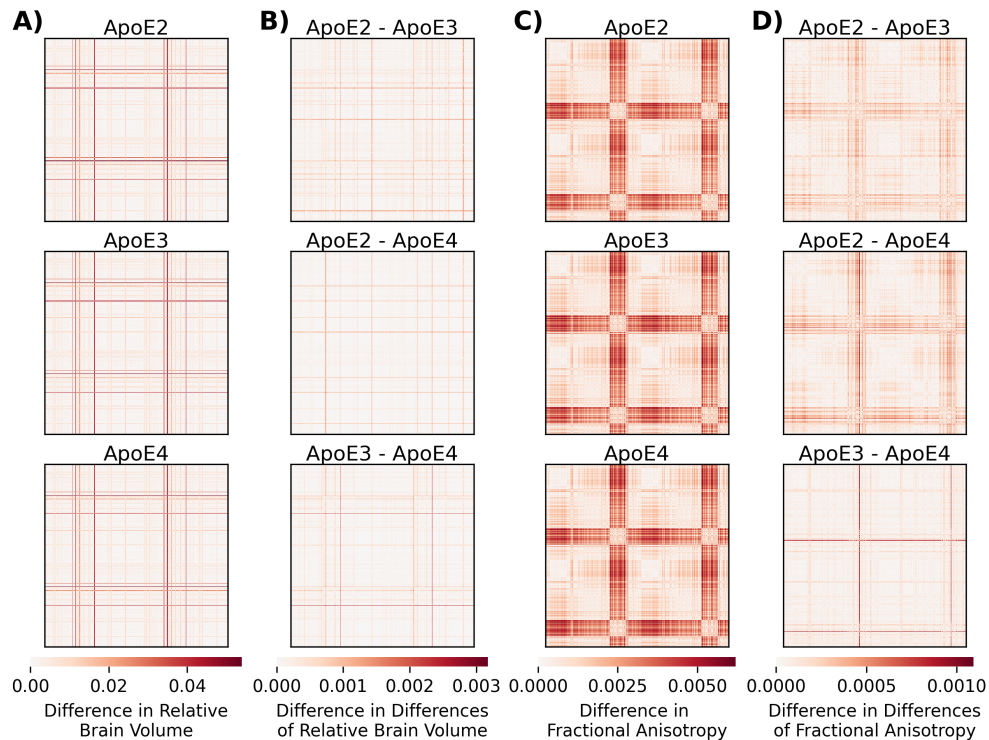 A)
ApoE2
ApoE3
ApoE4
0.00 0.02 0.04
Difference in Relative
Brain Volume
B)
ApoE2 - ApoE3
ApoE2 - ApoE4
ApoE3 - ApoE4
0.000 0.001 0.002 0.003
Difference in Differences
of Relative Brain Volume
C)
ApoE2
ApoE3
ApoE4
0.0000 0.0025 0.0050
Difference in
Fractional Anisotropy
D)
ApoE2 - ApoE3
ApoE2 - ApoE4
ApoE3 - ApoE4
0.0000 0.0005 0.0010
Difference in Differences
of Fractional Anisotropy